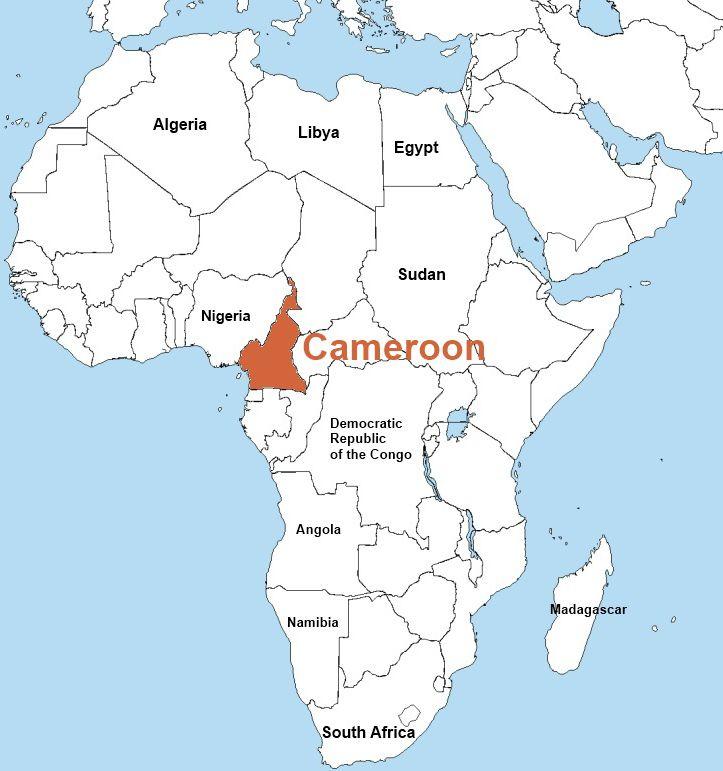 Algeria
Libya
Egypt
Sudan
Nigeria
Cameroon
Democratic
Republic
of the Congo
Angola
Madagascar
Namibia
South Africa